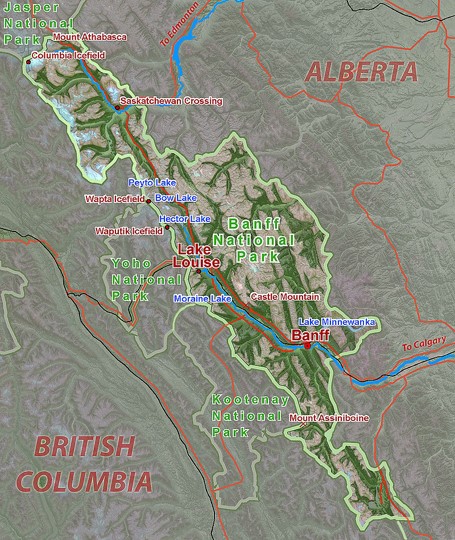 Jasper
National
Park
To Edmonton
Mount Athabasca
Columbia Icefield
ALBERTA
Saskatchewan Crossing
Peyto Lake
Wapta Icefield
Bow Lake
Hector Lake
Waputik Icefield
Banff
National
Park
Lake
Louise
Yoho
National
Park
Moraine Lake
Castle Mountain
Lake Minnewanka
Banff
To Calgary
Kootenay
National
Park
Mount Assiniboine
BRITISH
COLUMBIA